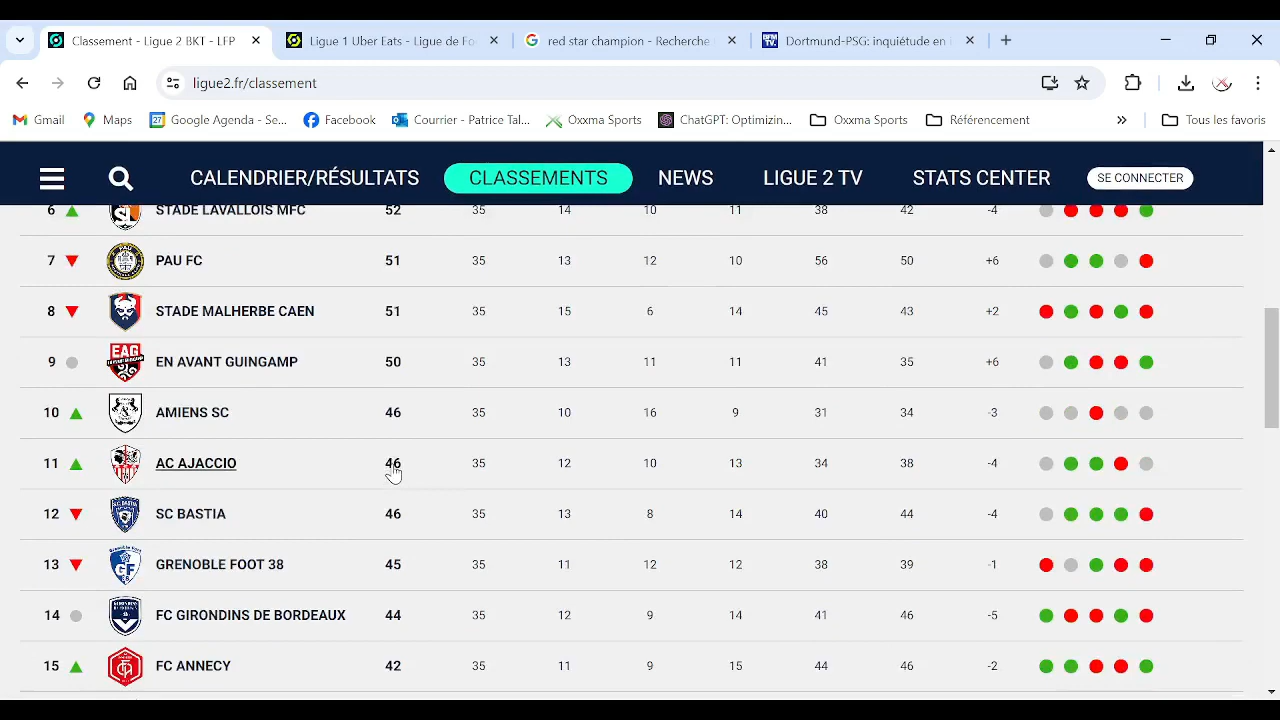 Classement - Ligue 2 BKT - LFP
Ligue 1 Uber Eats - Ligue de Fo
red star champion - Recherche
Dortmund-PSG: inquiétude en
ligue2.fr/classement
Gmail Maps Google Agenda - Se... Facebook Courrier - Patrice Tal... Oxxma Sports ChatGPT: Optimizin... Oxxma Sports Référencement » Tous les favoris
CALENDRIER/RÉSULTATS CLASSEMENTS NEWS LIGUE 2 TV STATS CENTER SE CONNECTER
6 STADE LAVALLOIS MFC 52 35 14 10 11 38 42 -4
7 PAU FC 51 35 13 12 10 56 50 +6
8 STADE MALHERBE CAEN 51 35 15 6 14 45 43 +2
9 EN AVANT GUINGAMP 50 35 13 11 11 41 35 +6
10 AMIENS SC 46 35 10 16 9 31 34 -3
11 AC AJACCIO 46 35 12 10 13 34 38 -4
12 SC BASTIA 46 35 13 8 14 40 44 -4
13 GRENOBLE FOOT 38 45 35 11 12 12 38 39 -1
14 FC GIRONDINS DE BORDEAUX 44 35 12 9 14 41 46 -5
15 FC ANNECY 42 35 11 9 15 44 46 -2